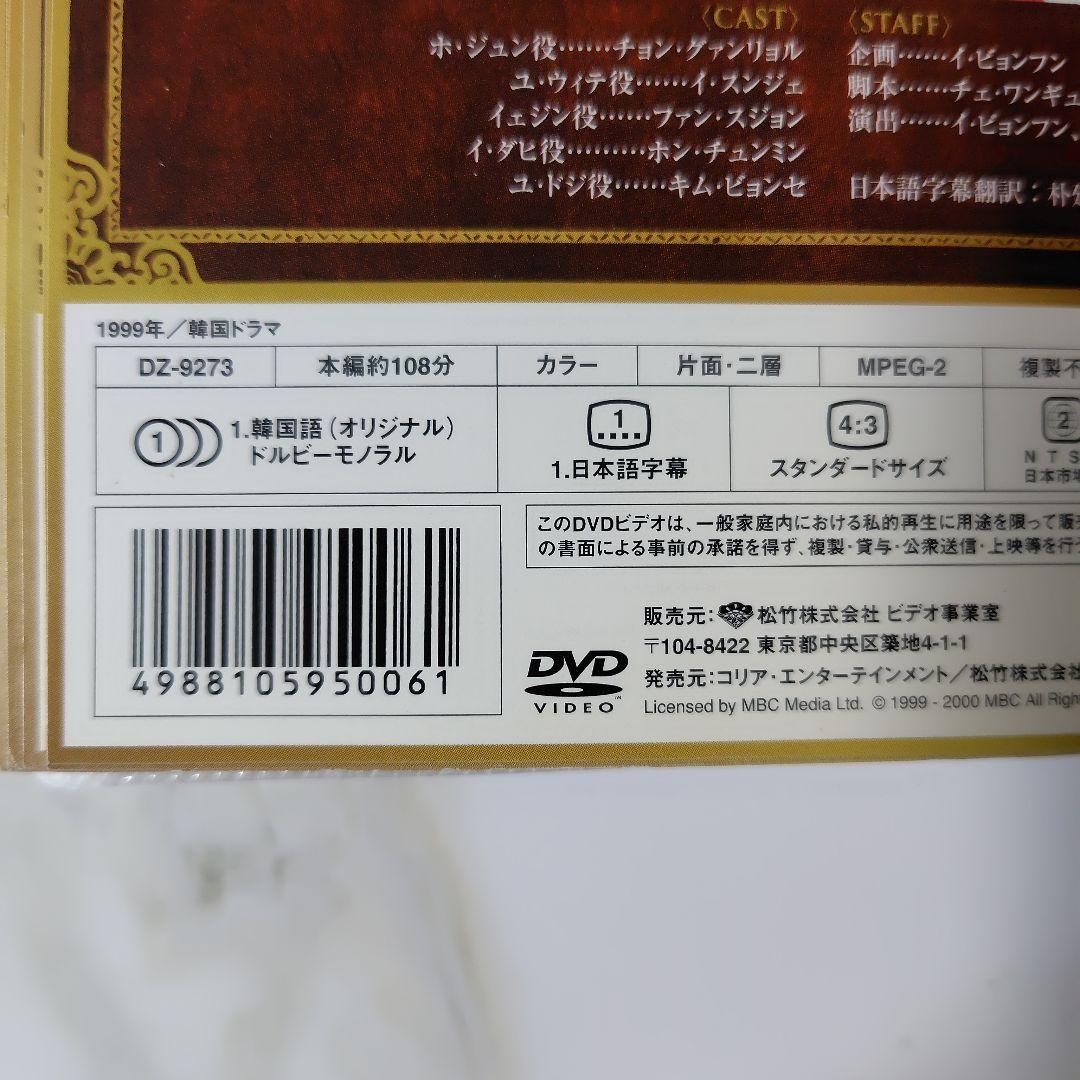 〈CAST〉
ホ・ジュン役……チョン・グァンリョル
ユ・ウィテ役……イ・スンジェ
イェジン役……ファン・スジョン
イ・ダヒ役………ホン・チュンミン
ユ・ドジ役……キム・ビョンセ
〈STAFF〉
企画……イ・ビョンフン
脚本……チェ・ワンギュ
演出……イ・ビョンフン、
日本語字幕翻訳：朴
1999年／韓国ドラマ
DZ-9273 本編約108分 カラー 片面・二層 MPEG-2 複製不
1 1.韓国語（オリジナル）
ドルビーモノラル
1
1.日本語字幕
4:3
スタンダードサイズ
2
NTS
日本市場
4988105950061
このDVDビデオは、一般家庭内における私的再生に用途を限って販売
の書面による事前の承諾を得ず、複製・貸与・公衆送信・上映等を行う
販売元：松竹株式会社 ビデオ事業室
〒104-8422 東京都中央区築地4-1-1
発売元：コリア・エンターテインメント／松竹株式会社
Licensed by MBC Media Ltd. © 1999 - 2000 MBC All Righ
DVD
VIDEO